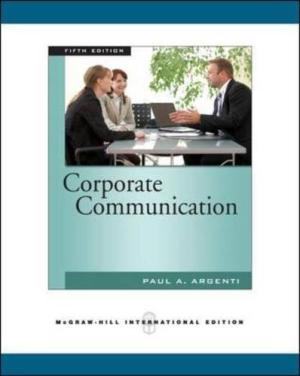 FIFTH EDITION
Corporate
Communication
PAUL A. ARGENTI
McGRAW-HILL INTERNATIONAL EDITION